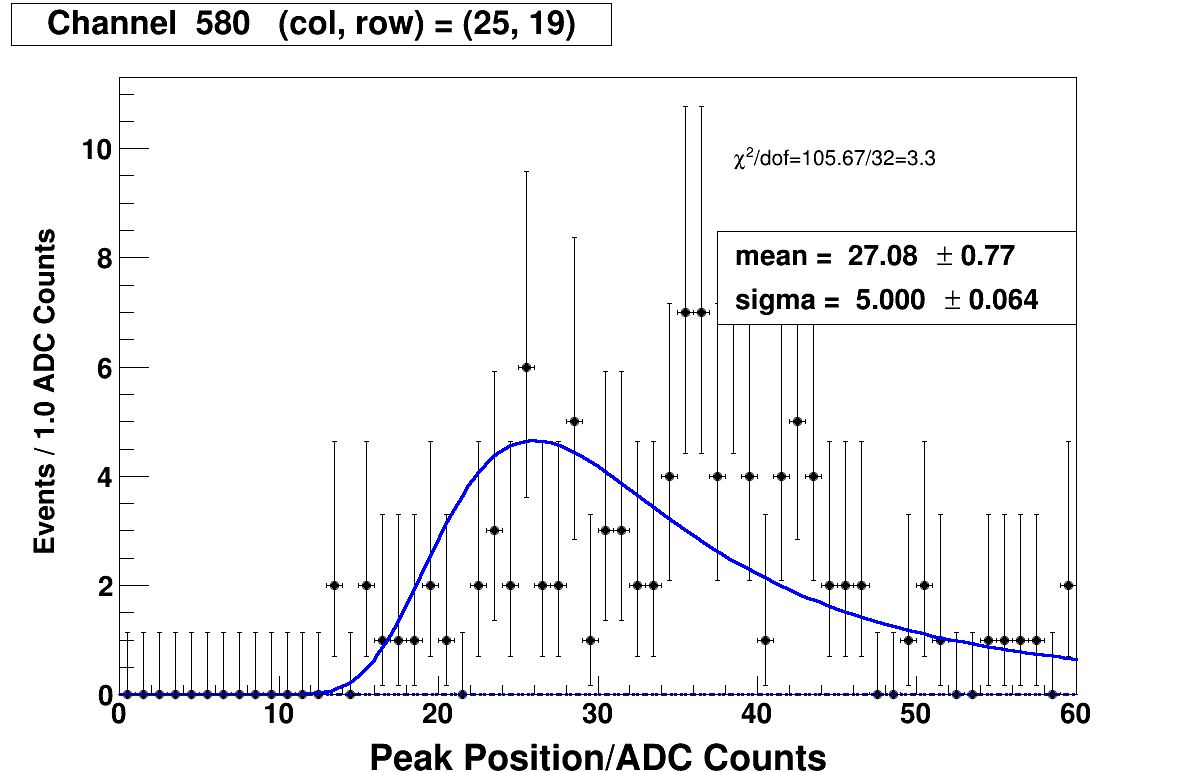 Channel 580 (col, row) = (25, 19)
10
8
6
4
2
0
Events / 1.0 ADC Counts
χ²/dof=105.67/32=3.3
mean = 27.08 ± 0.77
sigma = 5.000 ± 0.064
0 10 20 30 40 50 60
Peak Position/ADC Counts